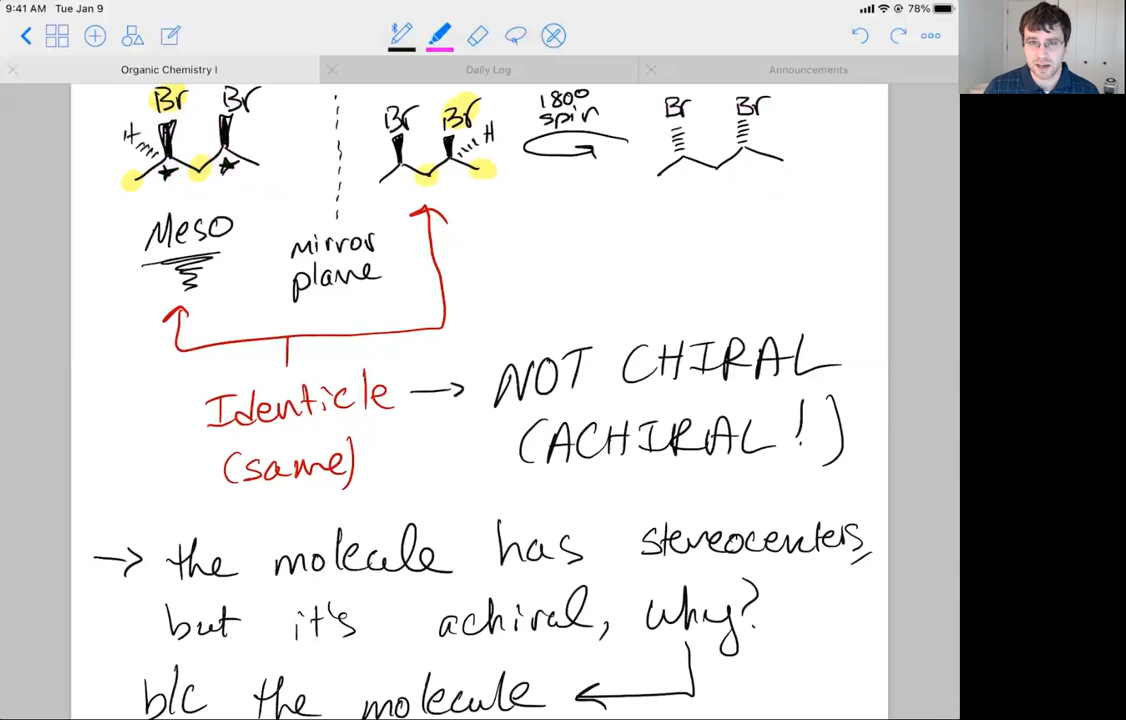 9:41 AM Tue Jan 9
78%
Organic Chemistry I
Daily Log
Announcements
Br Br
H
Br Br
H
1800
spin
Br Br
Meso
mirror
plane
Identicle → NOT CHIRAL
(same) (ACHIRAL!)
→ the molecule has stereocenters,
but it's achiral, why?
b/c the molecule